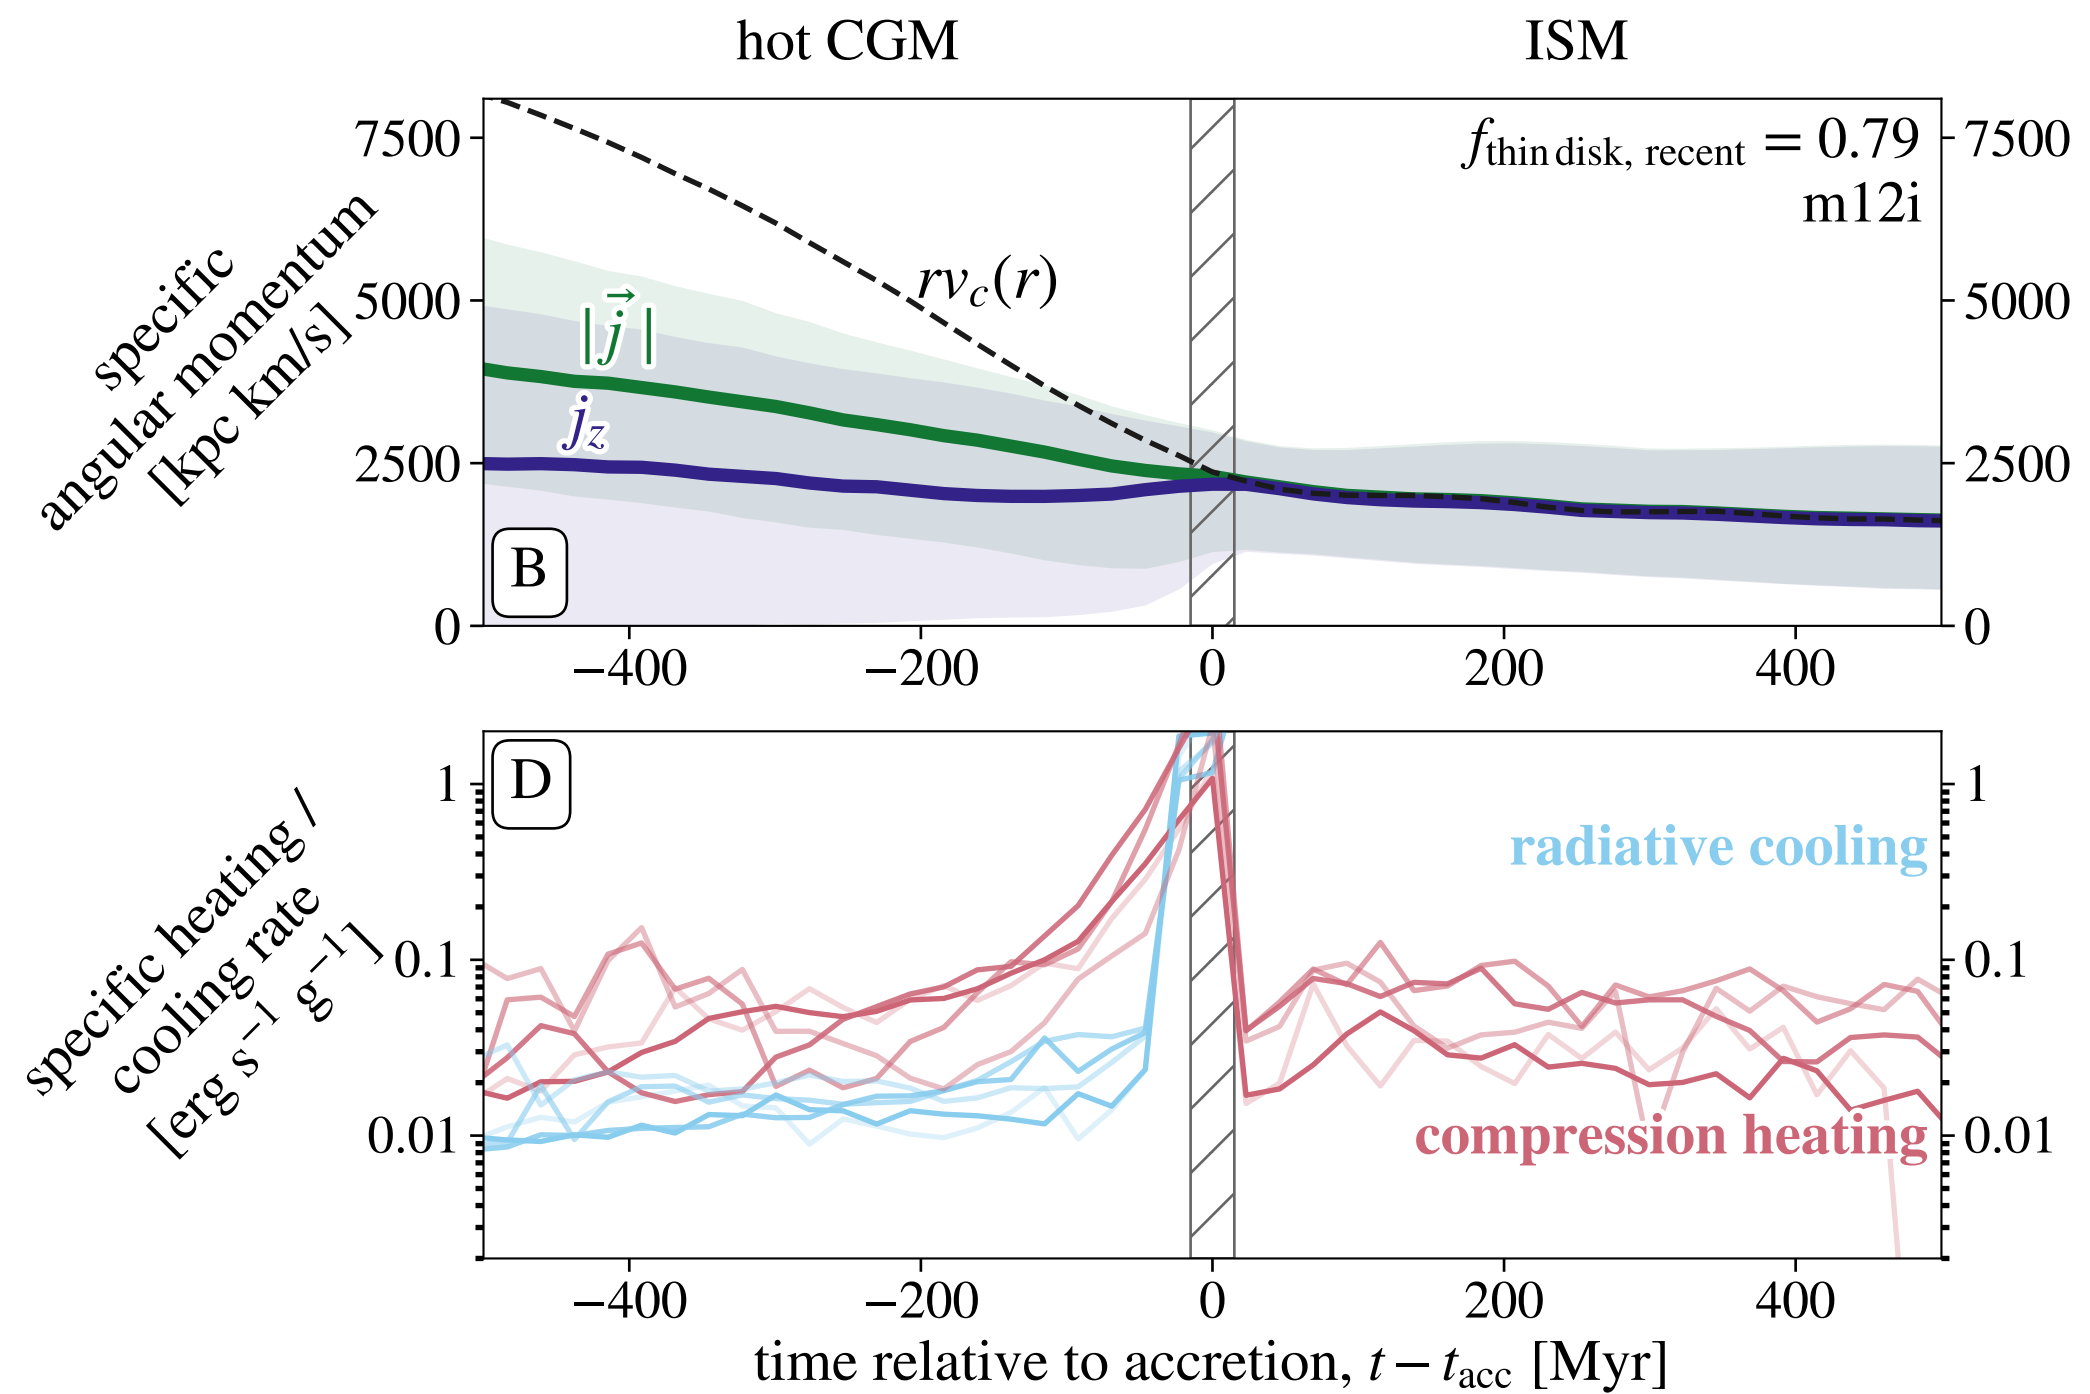 hot CGM
ISM
specific
angular momentum
[kpc km/s]
7500
5000
2500
0
f_thin disk, recent = 0.79
m12i
rv_c(r)
|j⃗|
j_z
B
7500
5000
2500
0
−400
−200
0
200
400
specific heating /
cooling rate
[erg s⁻¹ g⁻¹]
1
0.1
0.01
D
radiative cooling
compression heating
1
0.1
0.01
−400
−200
0
200
400
time relative to accretion, t − t_acc [Myr]